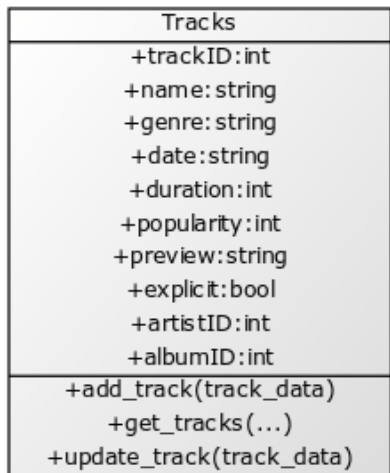 Tracks
+trackID:int
+name:string
+genre:string
+date:string
+duration:int
+popularity:int
+preview:string
+explicit:bool
+artistID:int
+albumID:int
+add_track(track_data)
+get_tracks(...)
+update_track(track_data)